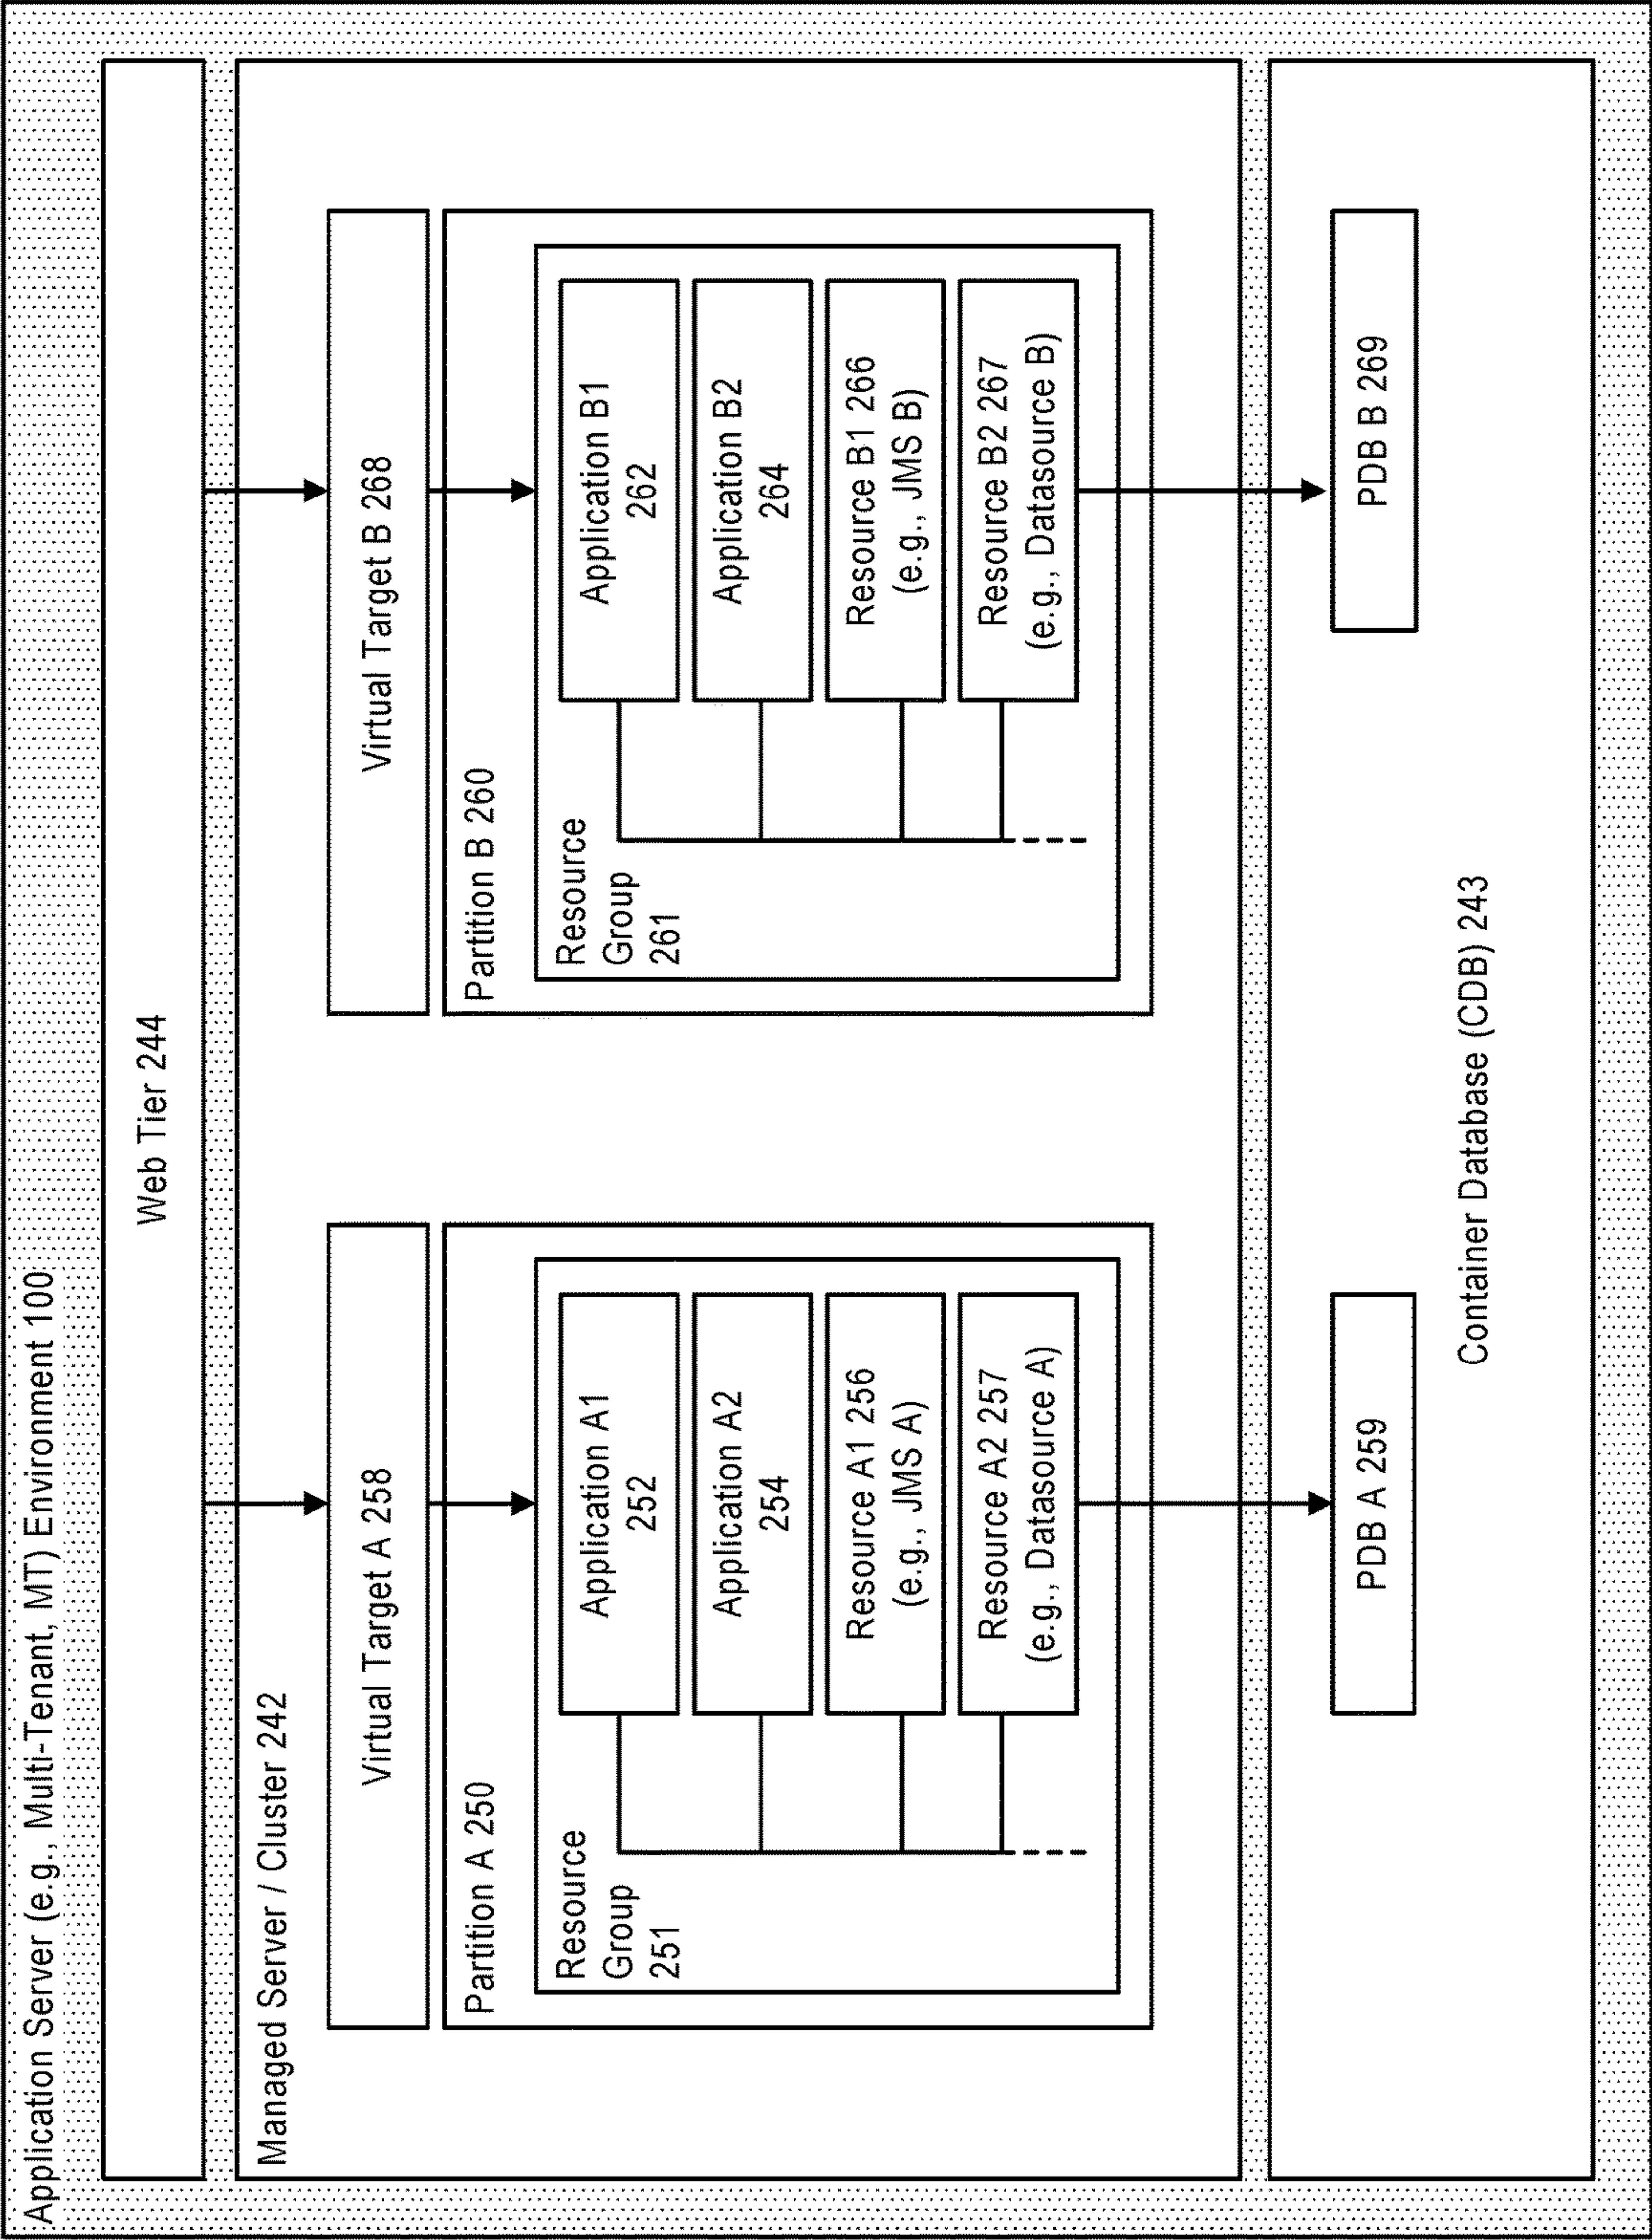 Application Server (e.g., Multi-Tenant, MT) Environment 100
Web Tier 244
Managed Server / Cluster 242
Virtual Target A 258
Partition A 250
Resource
Group
251
Application A1
252
Application A2
254
Resource A1 256
(e.g., JMS A)
Resource A2 257
(e.g., Datasource A)
Virtual Target B 268
Partition B 260
Resource
Group
261
Application B1
262
Application B2
264
Resource B1 266
(e.g., JMS B)
Resource B2 267
(e.g., Datasource B)
PDB A 259
PDB B 269
Container Database (CDB) 243